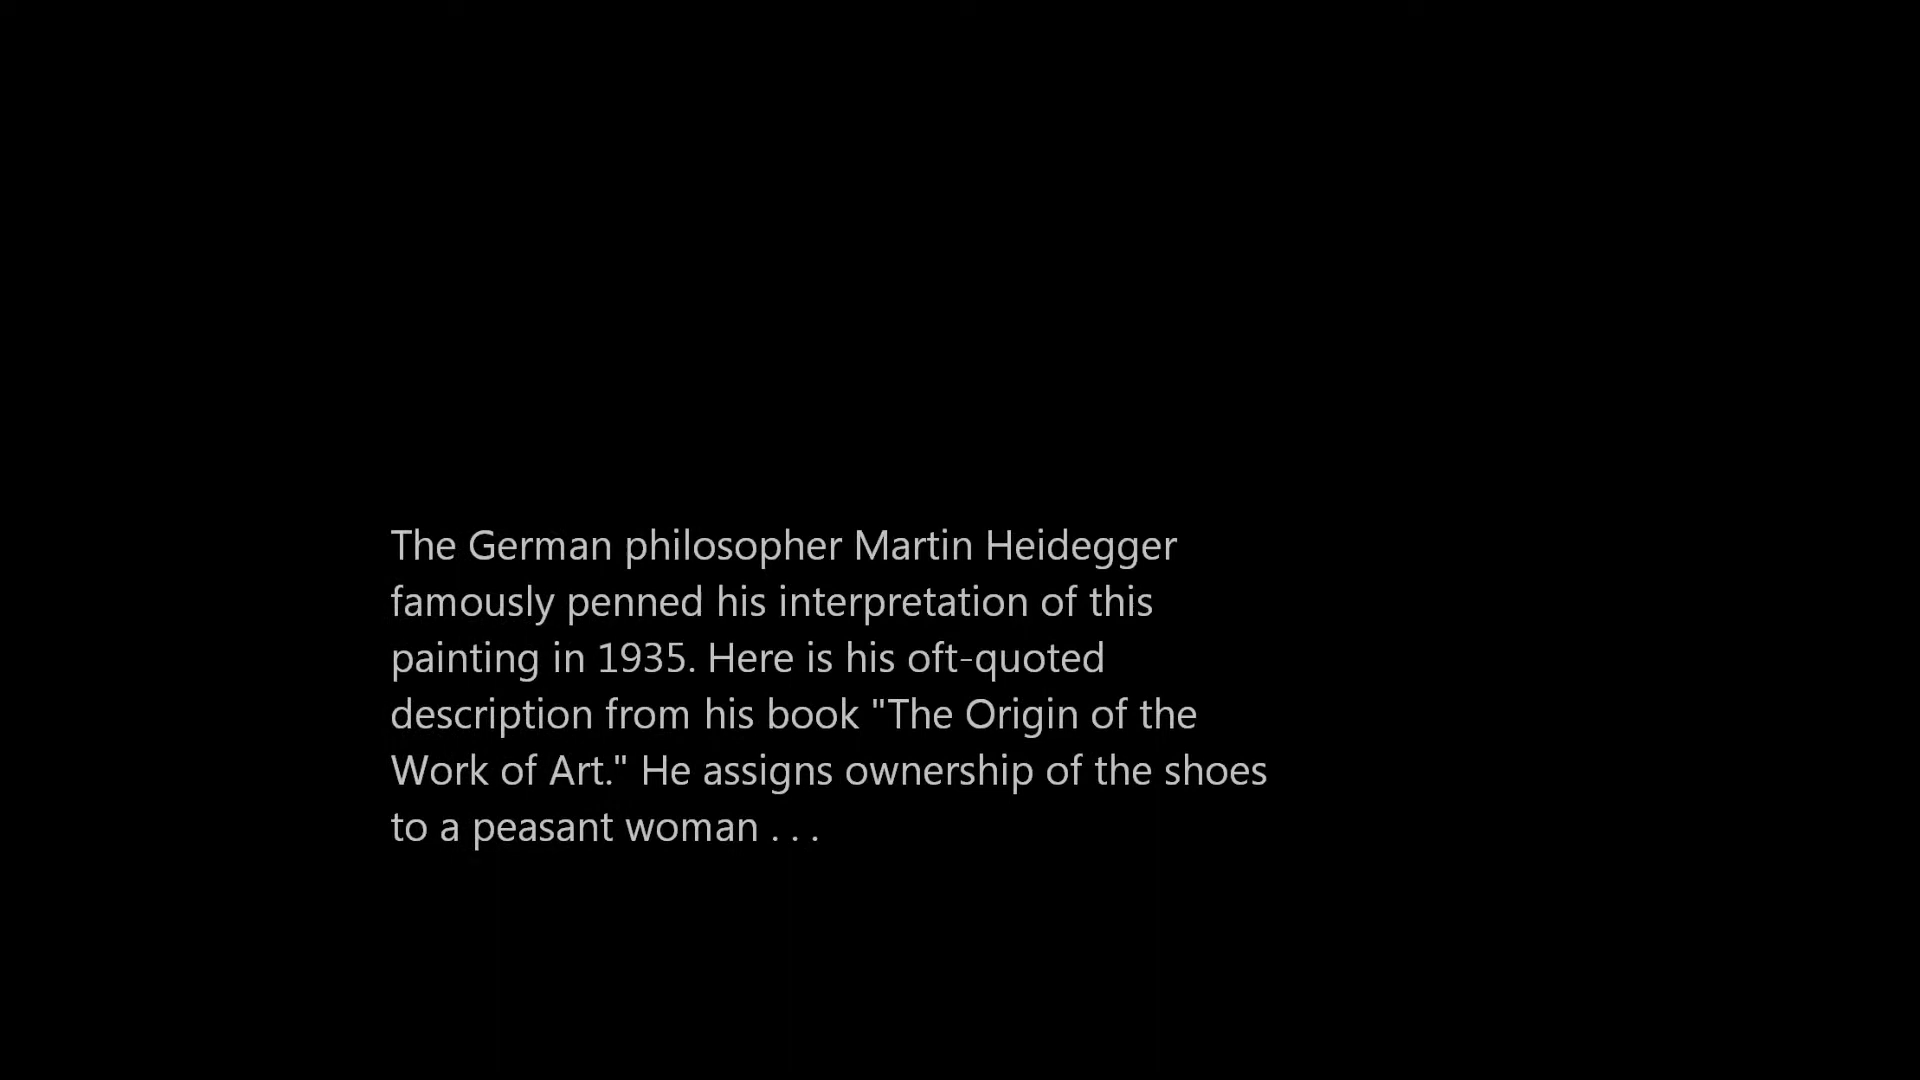 The German philosopher Martin Heidegger
famously penned his interpretation of this
painting in 1935. Here is his oft-quoted
description from his book "The Origin of the
Work of Art." He assigns ownership of the shoes
to a peasant woman . . .